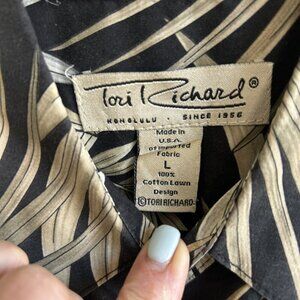 Tori Richard®
HONOLULU . SINCE 1956
Made in
U.S.A.
of Imported
Fabric
L
100%
Cotton Lawn
Design
©TORI RICHARD